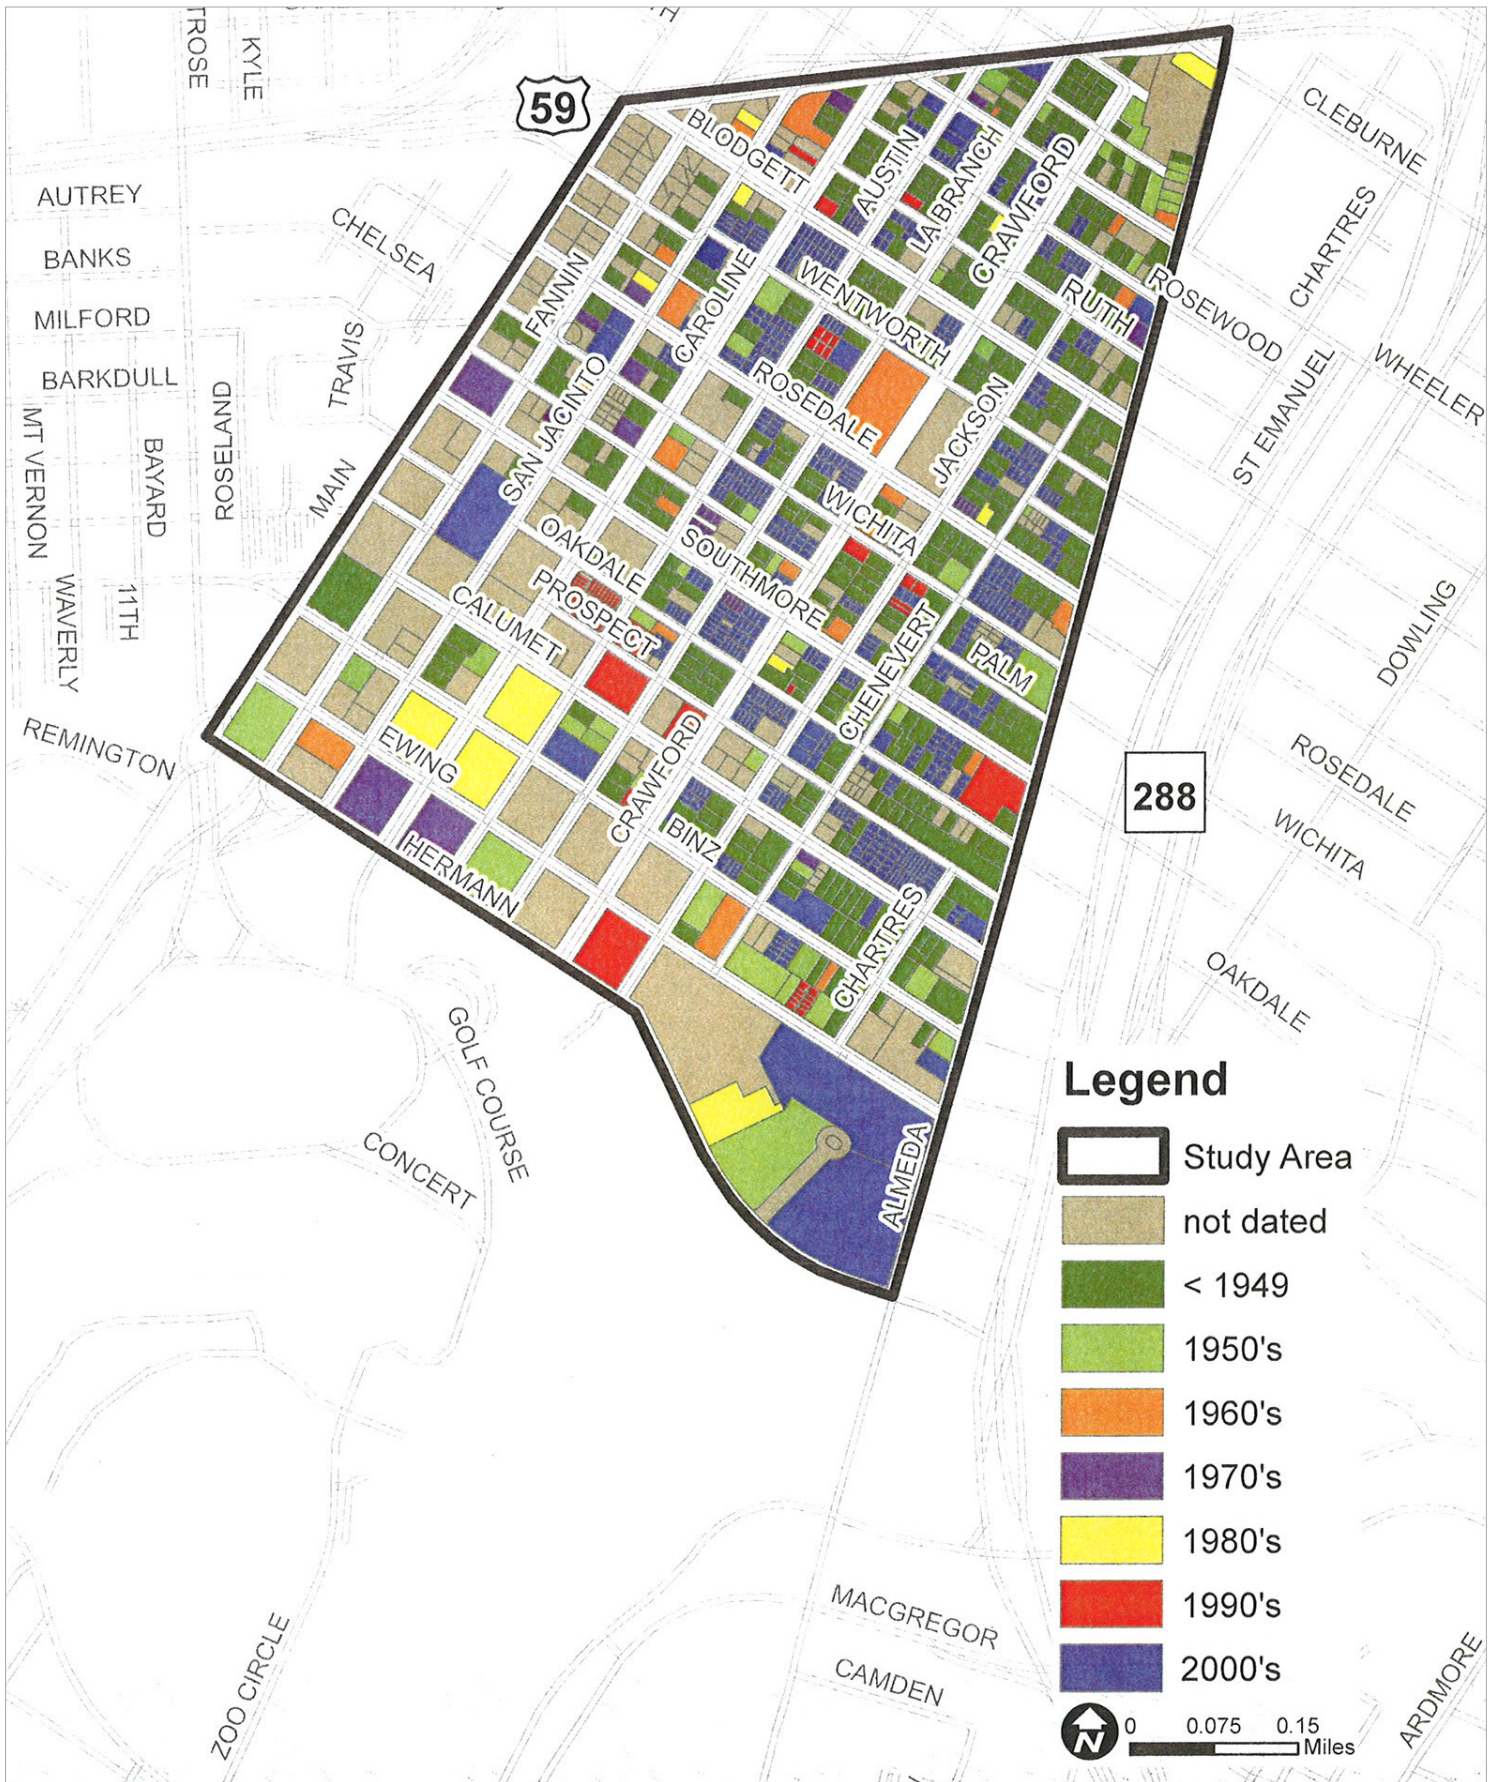 TROSE
KYLE
59
CLEBURNE
BLODGETT
AUSTIN
LABRANCH
CRAWFORD
AUTREY
CHELSEA
CHARTRES
BANKS
FANNIN
CAROLINE
WENTWORTH
RUTH
ROSEWOOD
MILFORD
TRAVIS
WHEELER
BARKDULL
SAN JACINTO
ROSEDALE
JACKSON
ST EMANUEL
MT VERNON
BAYARD
ROSELAND
MAIN
WICHITA
OAKDALE
SOUTHMORE
PROSPECT
WAVERLY
11TH
CALUMET
CHENEVERT
PALM
DOWLING
REMINGTON
EWING
CRAWFORD
288
ROSEDALE
BINZ
WICHITA
HERMANN
CHARTRES
OAKDALE
GOLF COURSE
CONCERT
ALMEDA
Legend
Study Area
not dated
< 1949
1950's
1960's
1970's
1980's
1990's
2000's
MACGREGOR
CAMDEN
ZOO CIRCLE
ARDMORE
N
0 0.075 0.15
Miles